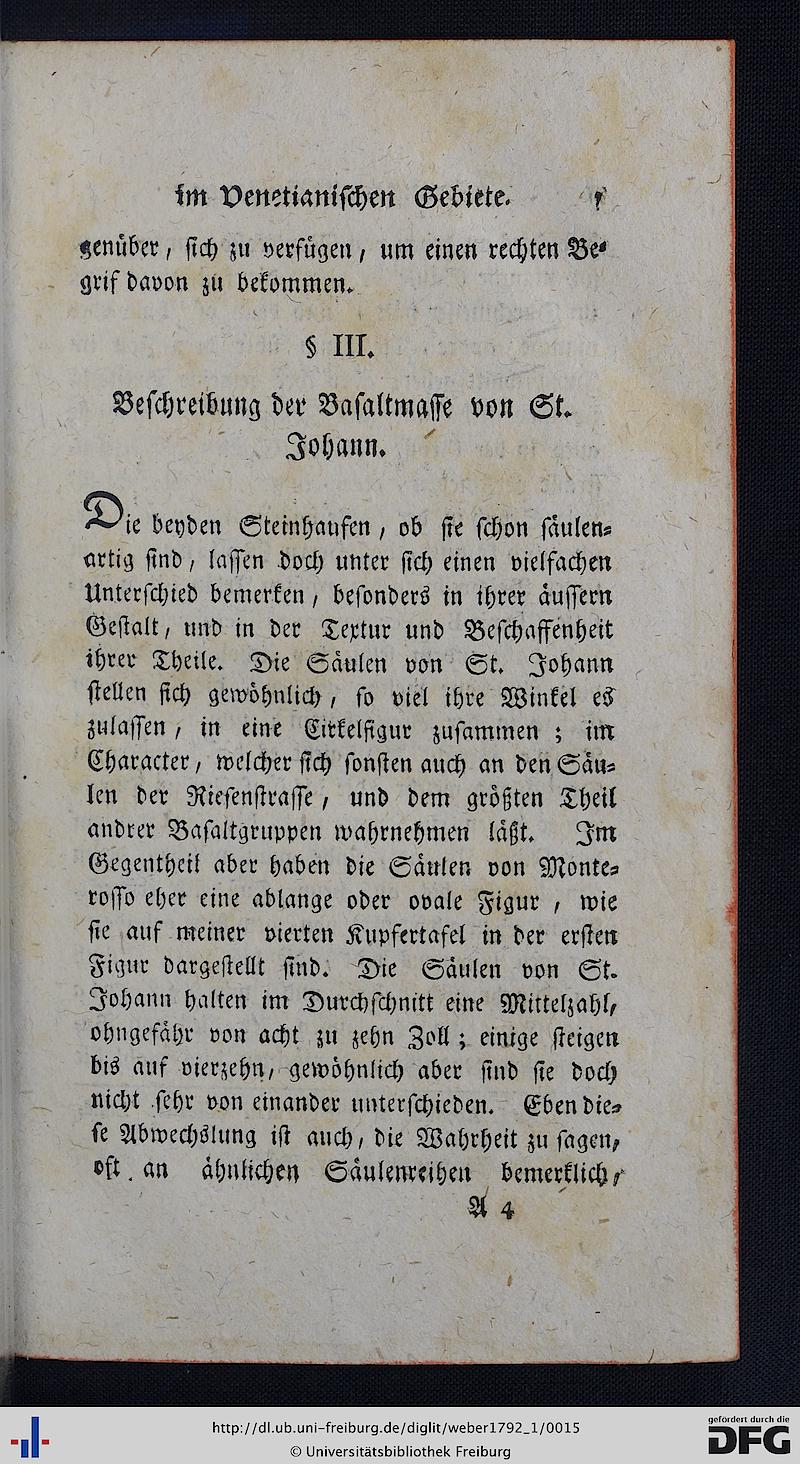 im Venetianischen Gebiete.
genüber, sich zu verfügen, um einen rechten Be-
grif davon zu bekommen.
§ III.
Beschreibung der Basaltmasse von St.
Johann.
Die beyden Steinhaufen, ob sie schon säulen-
artig sind, lassen doch unter sich einen vielfachen
Unterschied bemerken, besonders in ihrer äussern
Gestalt, und in der Textur und Beschaffenheit
ihrer Theile. Die Säulen von St. Johann
stellen sich gewöhnlich, so viel ihre Winkel es
zulassen, in eine Cirkelfigur zusammen; im
Character, welcher sich sonsten auch an den Säu-
len der Riesenstrasse, und dem größten Theil
andrer Basaltgruppen wahrnehmen läßt. Im
Gegentheil aber haben die Säulen von Monte-
rosso eher eine ablange oder ovale Figur, wie
sie auf meiner vierten Kupfertafel in der ersten
Figur dargestellt sind. Die Säulen von St.
Johann halten im Durchschnitt eine Mittelzahl,
ohngefähr von acht zu zehn Zoll; einige steigen
bis auf vierzehn, gewöhnlich aber sind sie doch
nicht sehr von einander unterschieden. Eben die-
se Abwechslung ist auch, die Wahrheit zu sagen,
oft an ähnlichen Säulenreihen bemerklich,
A 4
http://dl.ub.uni-freiburg.de/diglit/weber1792_1/0015
© Universitätsbibliothek Freiburg
gefördert durch die
DFG